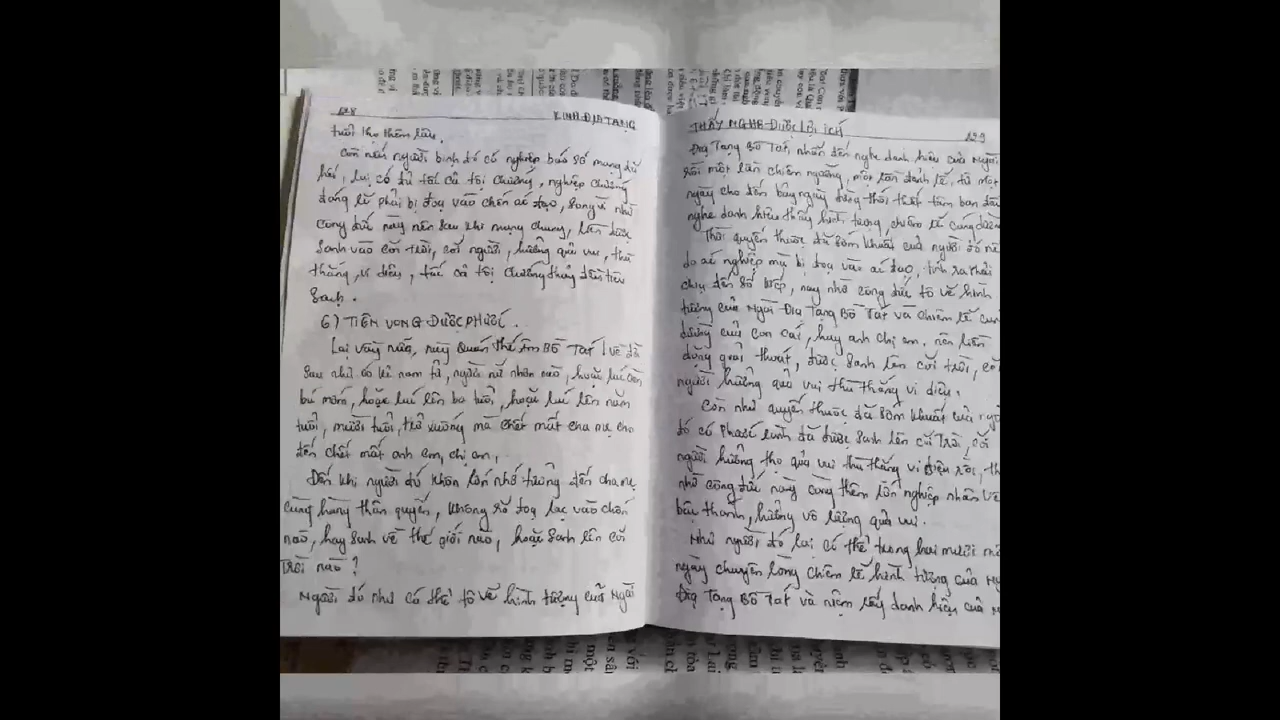 128 KINH ĐỊA TẠNG
tuổi thọ thêm lâu.
Còn nếu người bịnh đó có nghiệp báo số mạng đã
hết, lại có đủ tất cả tội chướng, nghiệp chướng
đáng lẽ phải bị đọa vào chốn ác đạo, song vì nhờ
công đức này nên sau khi mạng chung, liền được
sanh vào cõi trời, cõi người, hưởng quả vui, thù
thắng, vi diệu, tất cả tội chướng thảy đều tiêu
sạch.
6) TIÊN VONG ĐƯỢC PHƯỚC.
Lại vầy nữa, này Quán Thế Âm Bồ Tát! về đời
sau như có kẻ nam tử, người nữ nhơn nào, hoặc lúc còn
bú mớm, hoặc lúc lên ba tuổi, hoặc lúc lên năm
tuổi, mười tuổi, trở xuống mà chết mất cha mẹ cho
đến chết mất anh em, chị em,
Đến khi người đó khôn lớn nhớ tưởng đến cha mẹ
cùng hàng thân quyến, không rõ đọa lạc vào chốn
nào, hay sanh về thế giới nào, hoặc sanh lên cõi
Trời nào?
Người đó như có thể tô vẽ hình tượng của Ngài
THẤY NGHE ĐƯỢC LỢI ÍCH 129
Địa Tạng Bồ Tát, nhẫn đến nghe danh hiệu của Ngài
rồi một lần chiêm ngưỡng, một lần đảnh lễ, từ một
ngày cho đến bảy ngày đừng thối thất tâm ban đầu
nghe danh hiệu thấy hình tượng, chiêm lễ cúng dường
Thời quyến thuộc đã sớm khuất của người đó nếu
do ác nghiệp mà bị đọa vào ác đạo, tính ra phải
chịu đến số kiếp, nay nhờ công đức tô vẽ hình
tượng của Ngài Địa Tạng Bồ Tát và chiêm lễ cúng
dường của con cái, hay anh chị em, nên liền
đặng giải thoát, được sanh lên cõi trời, cõi
người hưởng quả vui thù thắng vi diệu.
Còn như quyến thuộc đã sớm khuất của người
đó có Phước lành đã được sanh lên cõi Trời, cõi
người hưởng thọ quả vui thù thắng vi diệu rồi, th
nhờ công đức này càng thêm lớn nghiệp nhân về
bậc thánh, hưởng vô lượng quả vui.
Như người đó lại có thể trong hai mươi mốt
ngày chuyên lòng chiêm lễ hình tượng của Ng
Địa Tạng Bồ Tát và niệm lấy danh hiệu của N